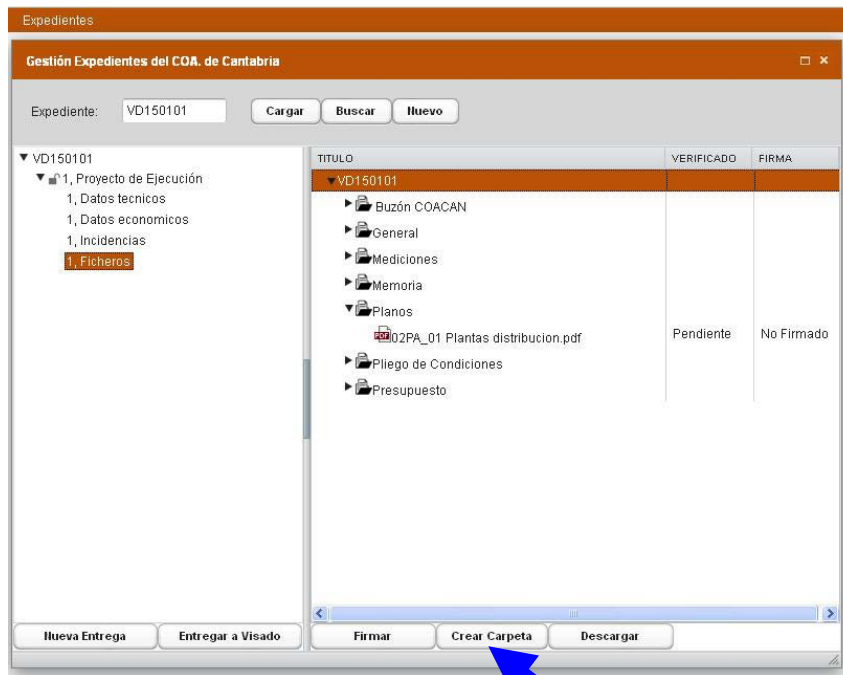 Expedientes
Gestión Expedientes del COA. de Cantabria
Expediente: VD150101 Cargar Buscar Nuevo
VD150101
1, Proyecto de Ejecución
1, Datos tecnicos
1, Datos economicos
1, Incidencias
1, Ficheros
TITULO VERIFICADO FIRMA
VD150101
Buzón COACAN
General
Mediciones
Memoria
Planos
PDF 02PA_01 Plantas distribucion.pdf Pendiente No Firmado
Pliego de Condiciones
Presupuesto
Nueva Entrega Entregar a Visado Firmar Crear Carpeta Descargar